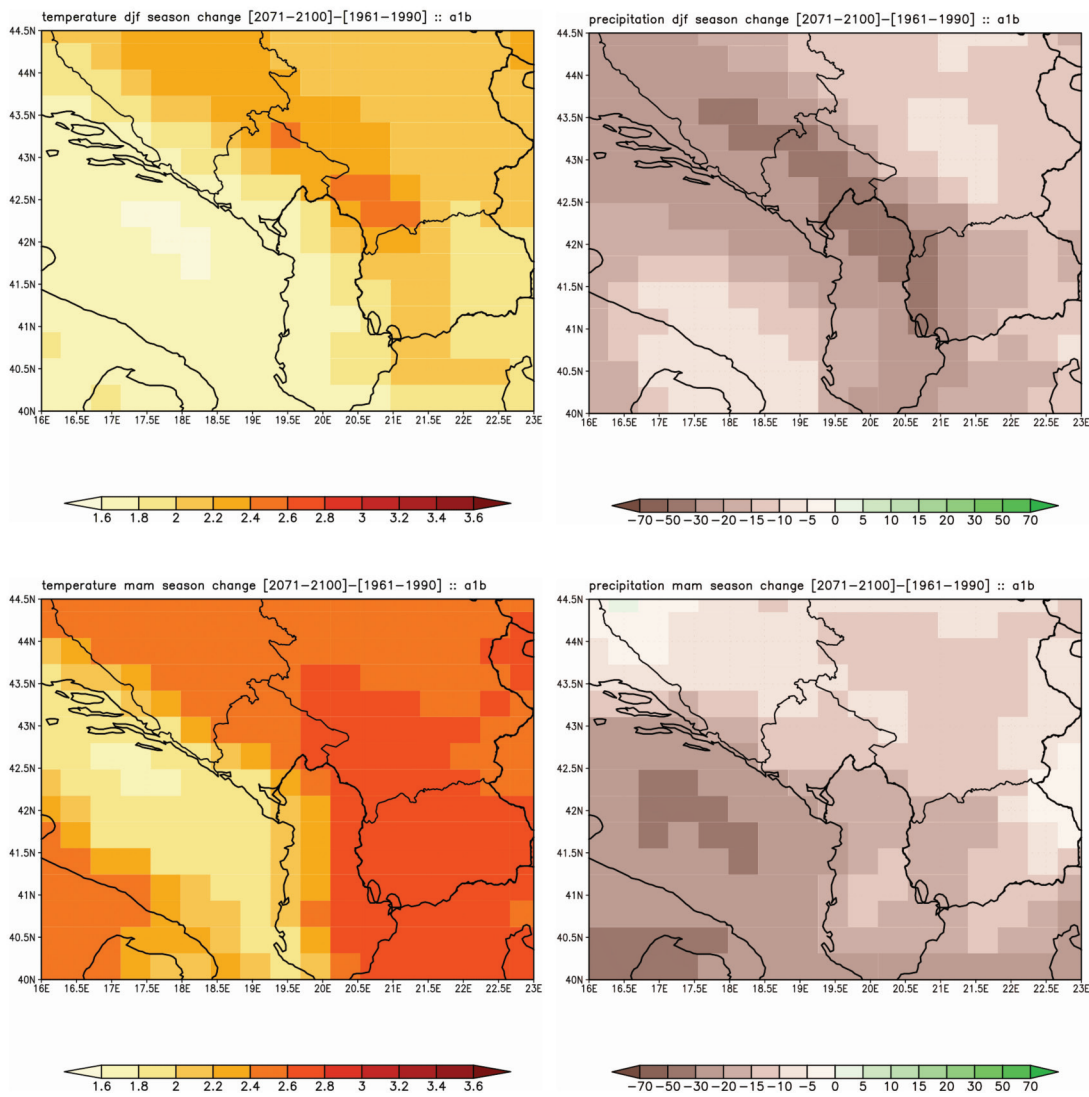 temperature djf season change [2071−2100]−[1961−1990] :: a1b
44.5N
44N
43.5N
43N
42.5N
42N
41.5N
41N
40.5N
40N
16E 16.5E 17E 17.5E 18E 18.5E 19E 19.5E 20E 20.5E 21E 21.5E 22E 22.5E 23E
1.6 1.8 2 2.2 2.4 2.6 2.8 3 3.2 3.4 3.6
precipitation djf season change [2071−2100]−[1961−1990] :: a1b
44.5N
44N
43.5N
43N
42.5N
42N
41.5N
41N
40.5N
40N
16E 16.5E 17E 17.5E 18E 18.5E 19E 19.5E 20E 20.5E 21E 21.5E 22E 22.5E 23E
−70 −50 −30 −20 −15 −10 −5 0 5 10 15 30 50 70
temperature mam season change [2071−2100]−[1961−1990] :: a1b
44.5N
44N
43.5N
43N
42.5N
42N
41.5N
41N
40.5N
40N
16E 16.5E 17E 17.5E 18E 18.5E 19E 19.5E 20E 20.5E 21E 21.5E 22E 22.5E 23E
1.6 1.8 2 2.2 2.4 2.6 2.8 3 3.2 3.4 3.6
precipitation mam season change [2071−2100]−[1961−1990] :: a1b
44.5N
44N
43.5N
43N
42.5N
42N
41.5N
41N
40.5N
40N
16E 16.5E 17E 17.5E 18E 18.5E 19E 19.5E 20E 20.5E 21E 21.5E 22E 22.5E 23E
−70 −50 −30 −20 −15 −10 −5 0 5 10 15 30 50 70